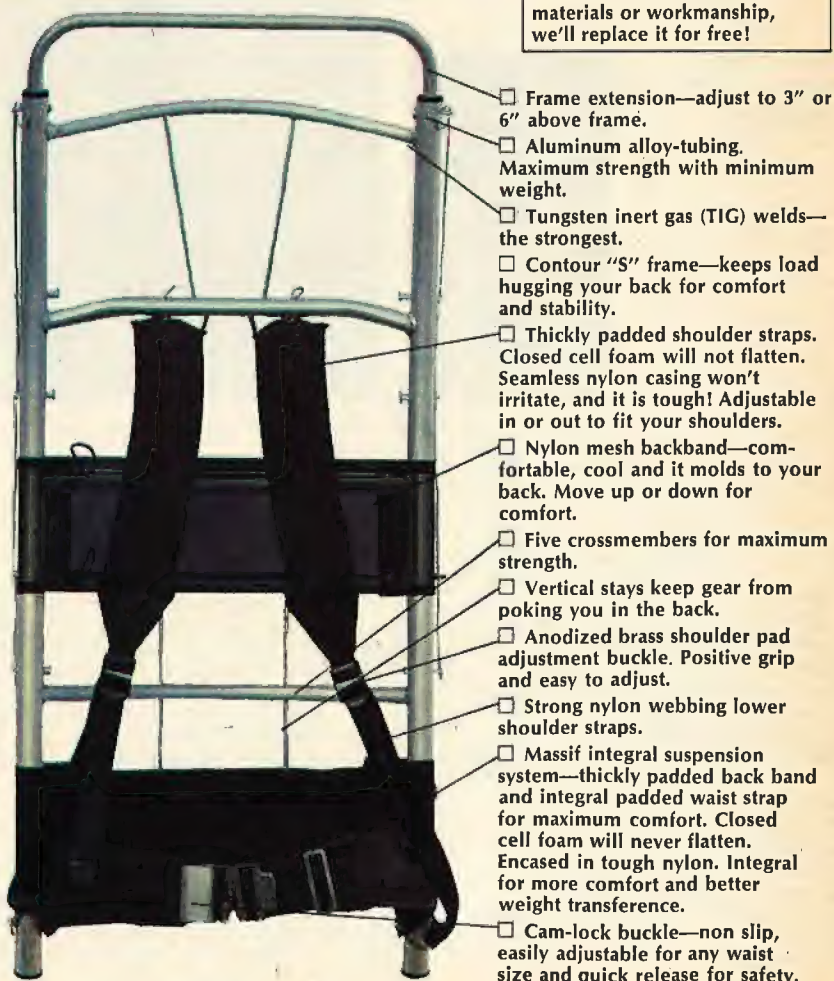 materials or workmanship,
we'll replace it for free!
☐ Frame extension—adjust to 3" or
6" above frame.
☐ Aluminum alloy-tubing.
Maximum strength with minimum
weight.
☐ Tungsten inert gas (TIG) welds—
the strongest.
☐ Contour "S" frame—keeps load
hugging your back for comfort
and stability.
☐ Thickly padded shoulder straps.
Closed cell foam will not flatten.
Seamless nylon casing won't
irritate, and it is tough! Adjustable
in or out to fit your shoulders.
☐ Nylon mesh backband—com-
fortable, cool and it molds to your
back. Move up or down for
comfort.
☐ Five crossmembers for maximum
strength.
☐ Vertical stays keep gear from
poking you in the back.
☐ Anodized brass shoulder pad
adjustment buckle. Positive grip
and easy to adjust.
☐ Strong nylon webbing lower
shoulder straps.
☐ Massif integral suspension
system—thickly padded back band
and integral padded waist strap
for maximum comfort. Closed
cell foam will never flatten.
Encased in tough nylon. Integral
for more comfort and better
weight transference.
☐ Cam-lock buckle—non slip,
easily adjustable for any waist
size and quick release for safety.